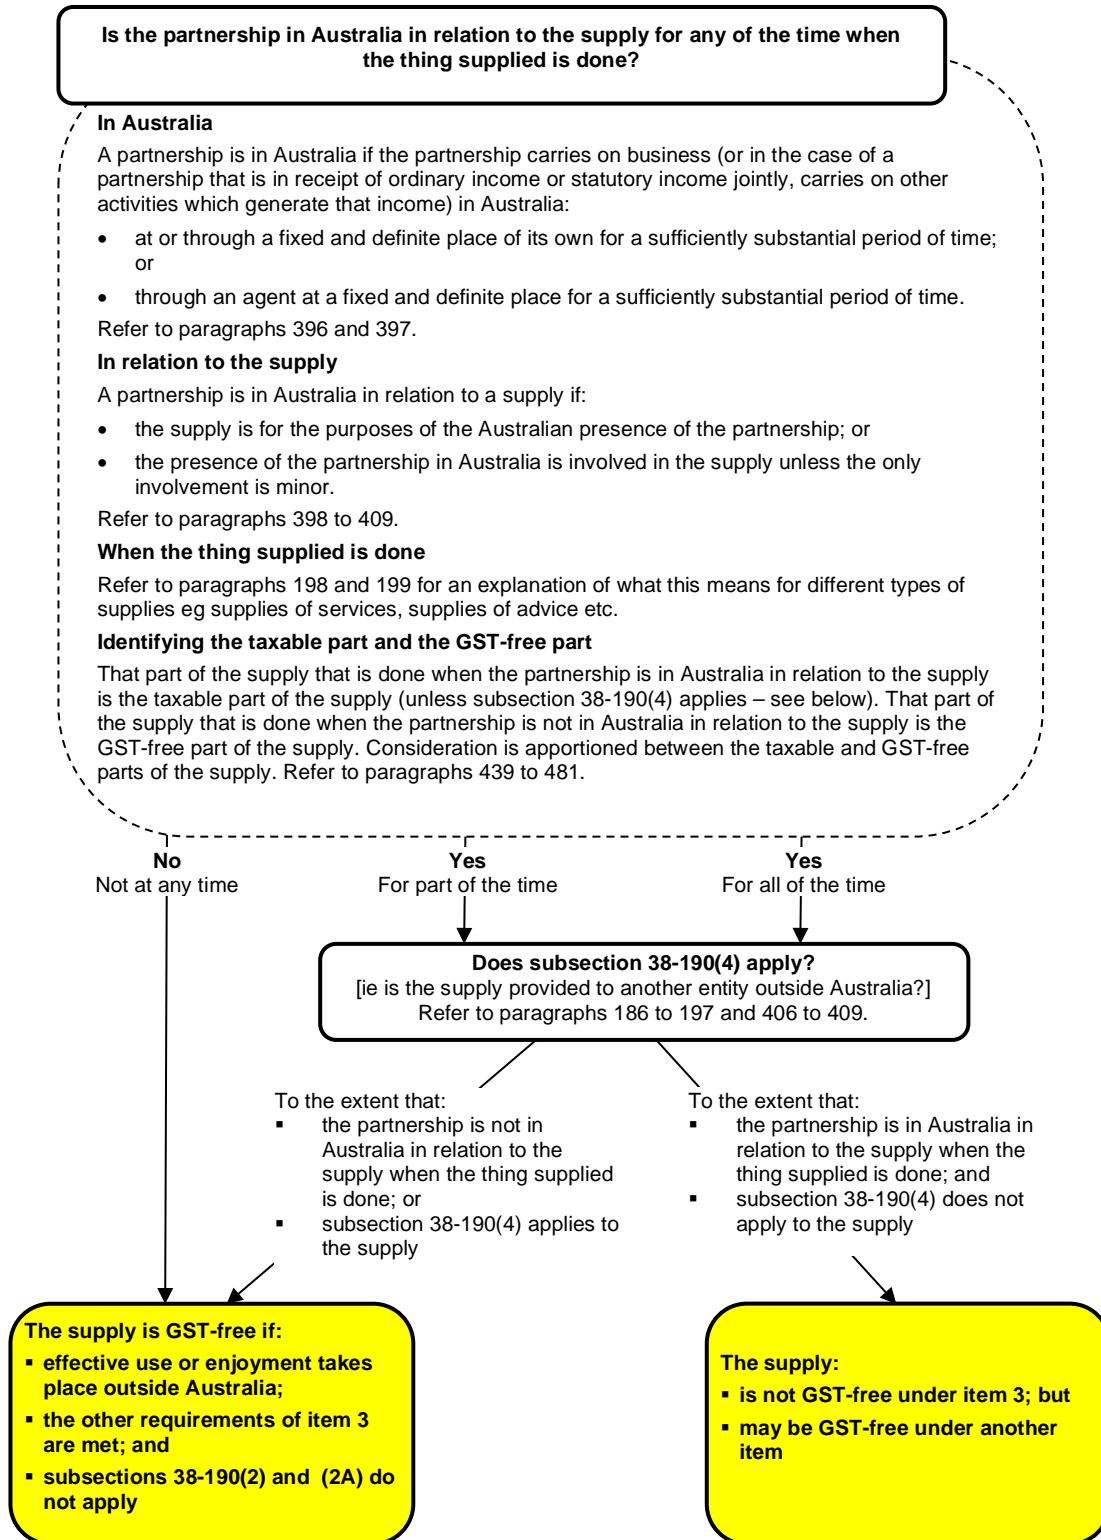 Is the partnership in Australia in relation to the supply for any of the time when
the thing supplied is done?
In Australia
A partnership is in Australia if the partnership carries on business (or in the case of a
partnership that is in receipt of ordinary income or statutory income jointly, carries on other
activities which generate that income) in Australia:
• at or through a fixed and definite place of its own for a sufficiently substantial period of time;
or
• through an agent at a fixed and definite place for a sufficiently substantial period of time.
Refer to paragraphs 396 and 397.
In relation to the supply
A partnership is in Australia in relation to a supply if:
• the supply is for the purposes of the Australian presence of the partnership; or
• the presence of the partnership in Australia is involved in the supply unless the only
involvement is minor.
Refer to paragraphs 398 to 409.
When the thing supplied is done
Refer to paragraphs 198 and 199 for an explanation of what this means for different types of
supplies eg supplies of services, supplies of advice etc.
Identifying the taxable part and the GST-free part
That part of the supply that is done when the partnership is in Australia in relation to the supply
is the taxable part of the supply (unless subsection 38-190(4) applies – see below). That part of
the supply that is done when the partnership is not in Australia in relation to the supply is the
GST-free part of the supply. Consideration is apportioned between the taxable and GST-free
parts of the supply. Refer to paragraphs 439 to 481.
No
Not at any time
Yes
For part of the time
Yes
For all of the time
Does subsection 38-190(4) apply?
[ie is the supply provided to another entity outside Australia?]
Refer to paragraphs 186 to 197 and 406 to 409.
To the extent that:
▪ the partnership is not in
Australia in relation to the
supply when the thing supplied
is done; or
▪ subsection 38-190(4) applies to
the supply
To the extent that:
▪ the partnership is in Australia in
relation to the supply when the
thing supplied is done; and
▪ subsection 38-190(4) does not
apply to the supply
The supply is GST-free if:
▪ effective use or enjoyment takes
place outside Australia;
▪ the other requirements of item 3
are met; and
▪ subsections 38-190(2) and (2A) do
not apply
The supply:
▪ is not GST-free under item 3; but
▪ may be GST-free under another
item